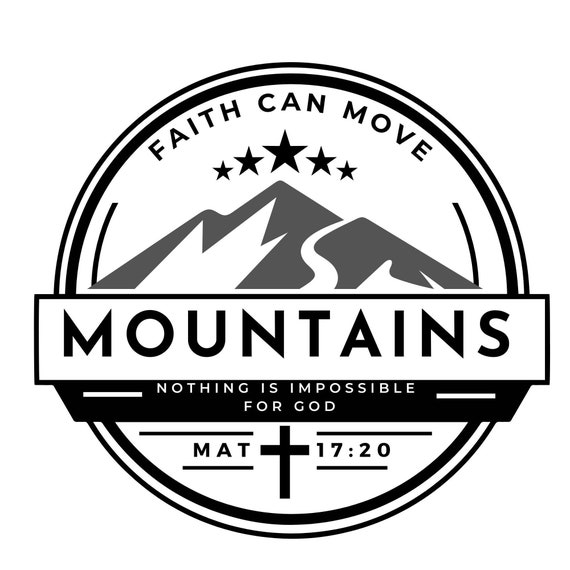 FAITH CAN MOVE
MOUNTAINS
NOTHING IS IMPOSSIBLE
FOR GOD
MAT 17:20